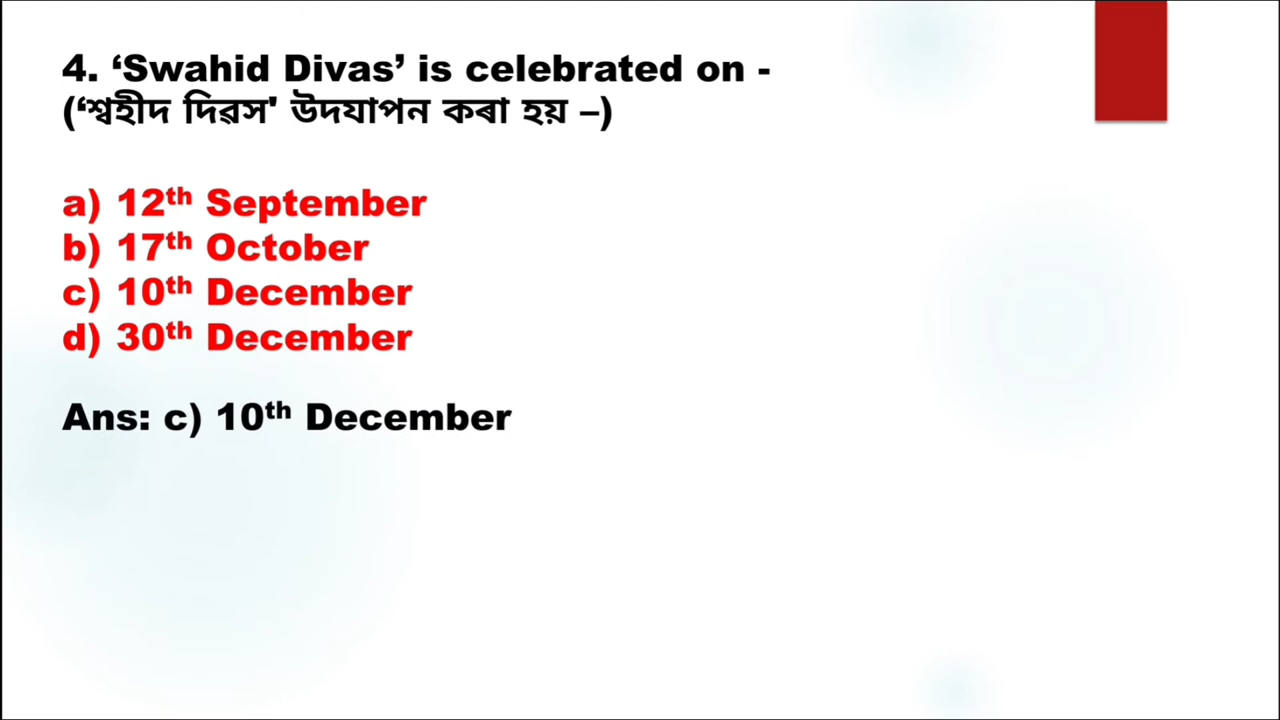 4. ‘Swahid Divas’ is celebrated on -
(‘শ্বহীদ দিৱস' উদযাপন কৰা হয় –)
a) 12th September
b) 17th October
c) 10th December
d) 30th December
Ans: c) 10th December